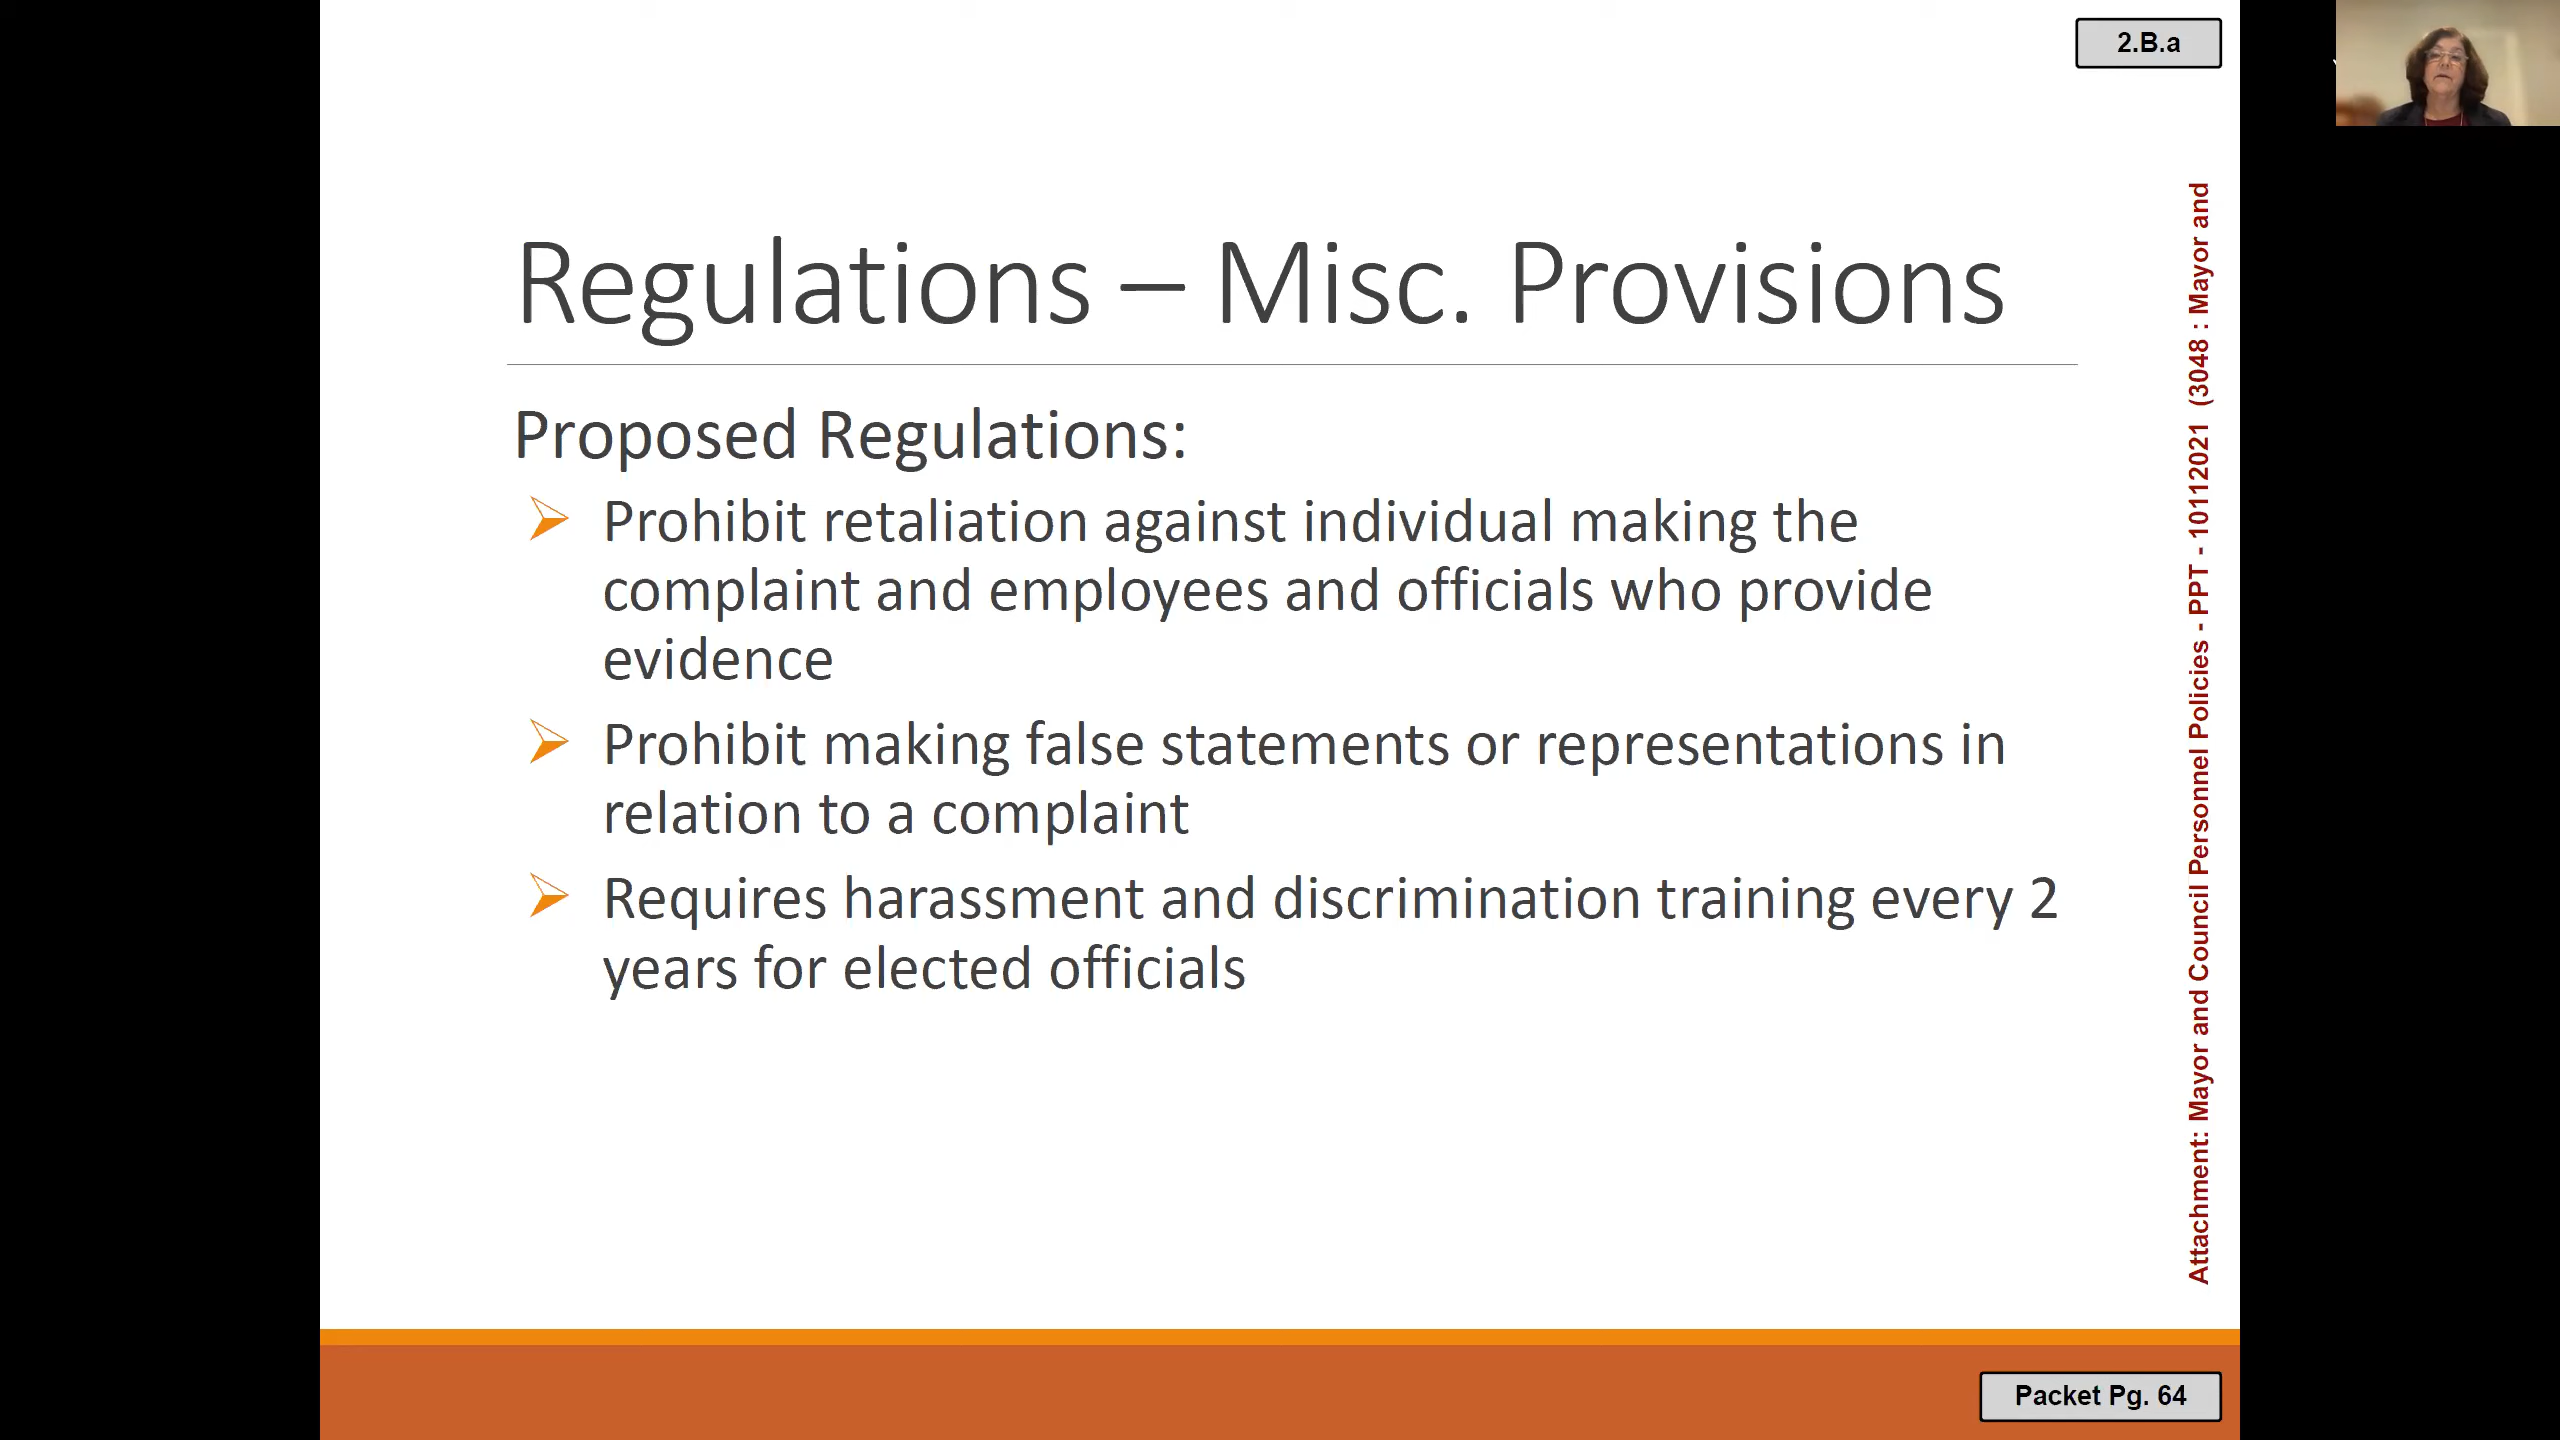 2.B.a
Regulations – Misc. Provisions
Proposed Regulations:
Prohibit retaliation against individual making the
complaint and employees and officials who provide
evidence
Prohibit making false statements or representations in
relation to a complaint
Requires harassment and discrimination training every 2
years for elected officials
Attachment: Mayor and Council Personnel Policies - PPT - 10112021 (3048 : Mayor and
Packet Pg. 64